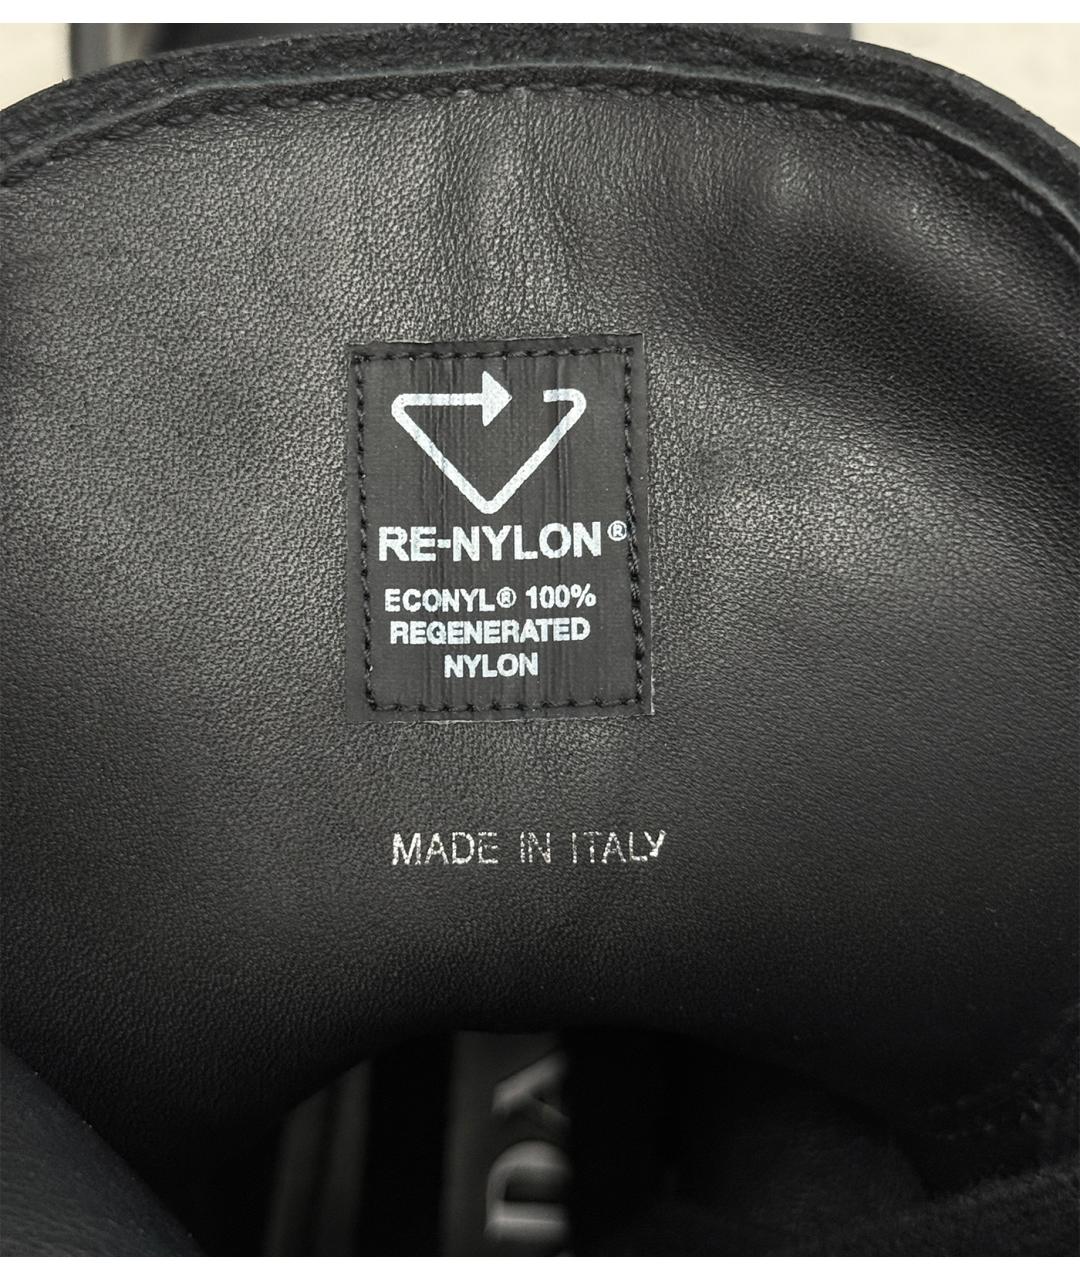 RE-NYLON®
ECONYL® 100%
REGENERATED
NYLON
MADE IN ITALY